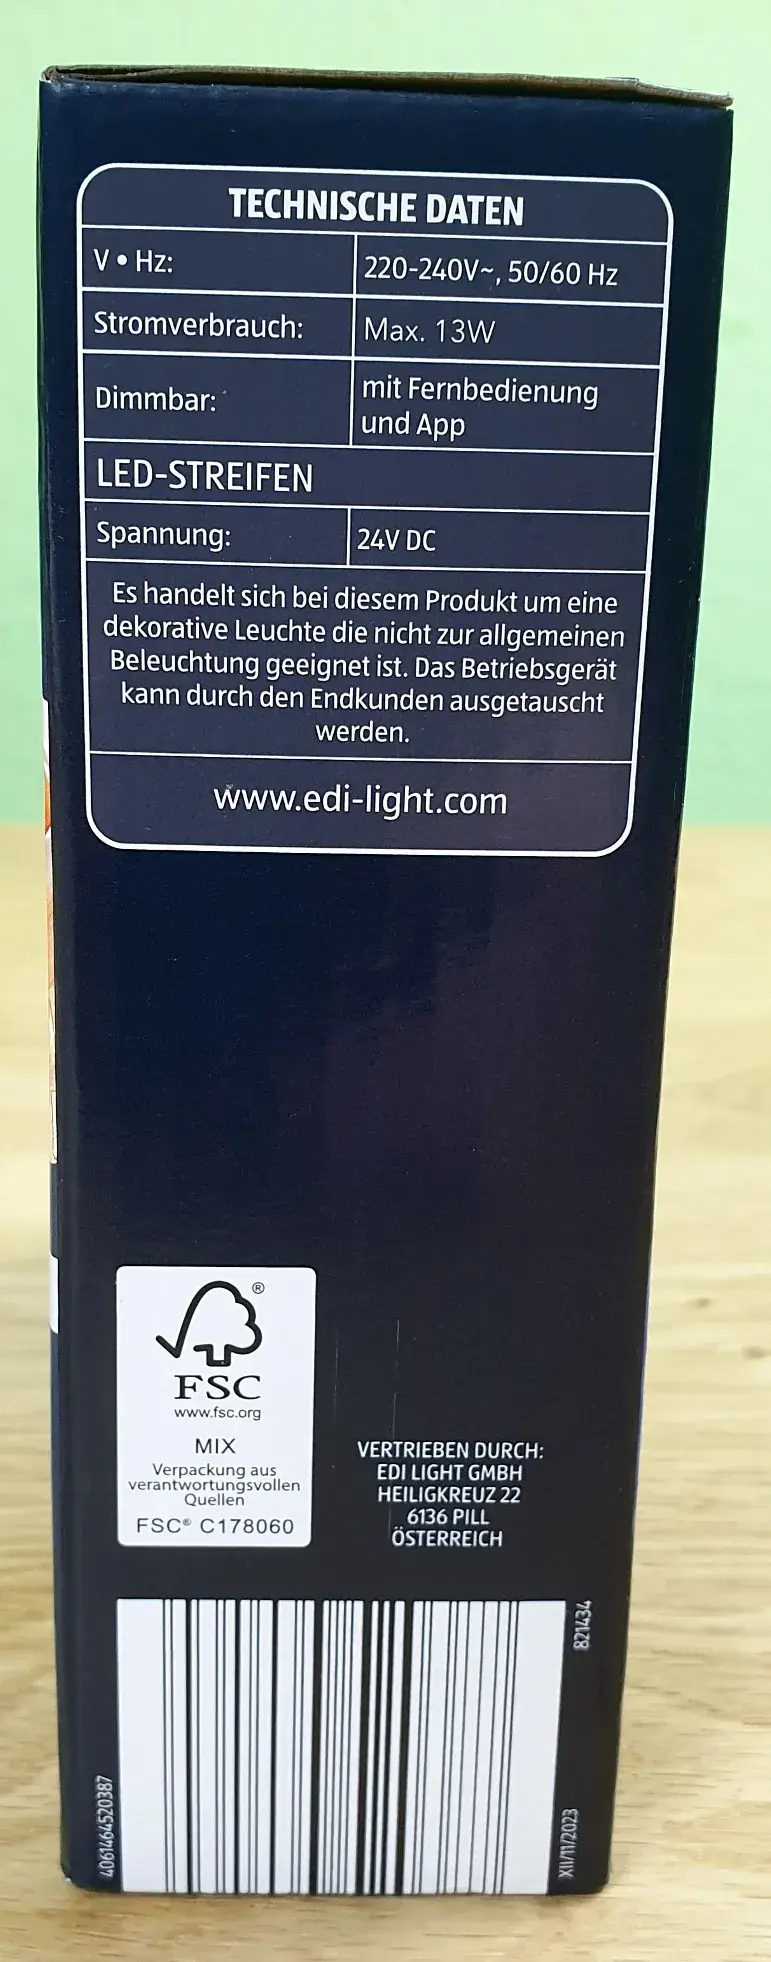 TECHNISCHE DATEN
V • Hz: 220-240V~, 50/60 Hz
Stromverbrauch: Max. 13W
Dimmbar: mit Fernbedienung
und App
LED-STREIFEN
Spannung: 24V DC
Es handelt sich bei diesem Produkt um eine
dekorative Leuchte die nicht zur allgemeinen
Beleuchtung geeignet ist. Das Betriebsgerät
kann durch den Endkunden ausgetauscht
werden.
www.edi-light.com
®
FSC
www.fsc.org
MIX
Verpackung aus
verantwortungsvollen
Quellen
FSC® C178060
VERTRIEBEN DURCH:
EDI LIGHT GMBH
HEILIGKREUZ 22
6136 PILL
ÖSTERREICH
4061464520387
821434
XII/11/2023